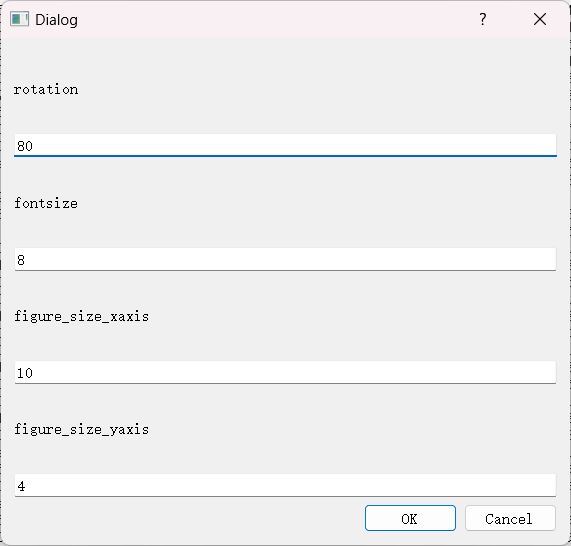 Dialog
?
rotation
80
fontsize
8
figure_size_xaxis
10
figure_size_yaxis
4
OK
Cancel